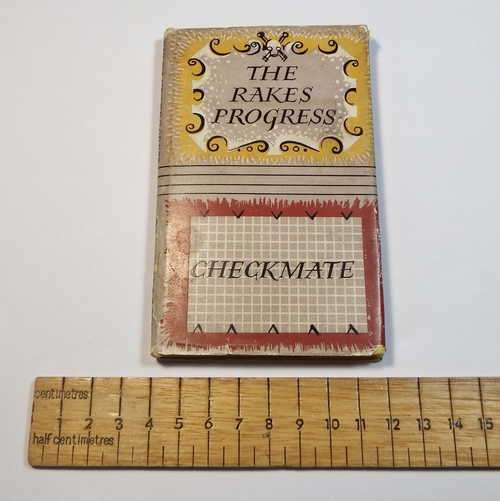 THE
RAKES
PROGRESS
CHECKMATE
centimetres
1 2 3 4 5 6 7 8 9 10 11 12 13 14 15
half centimetres